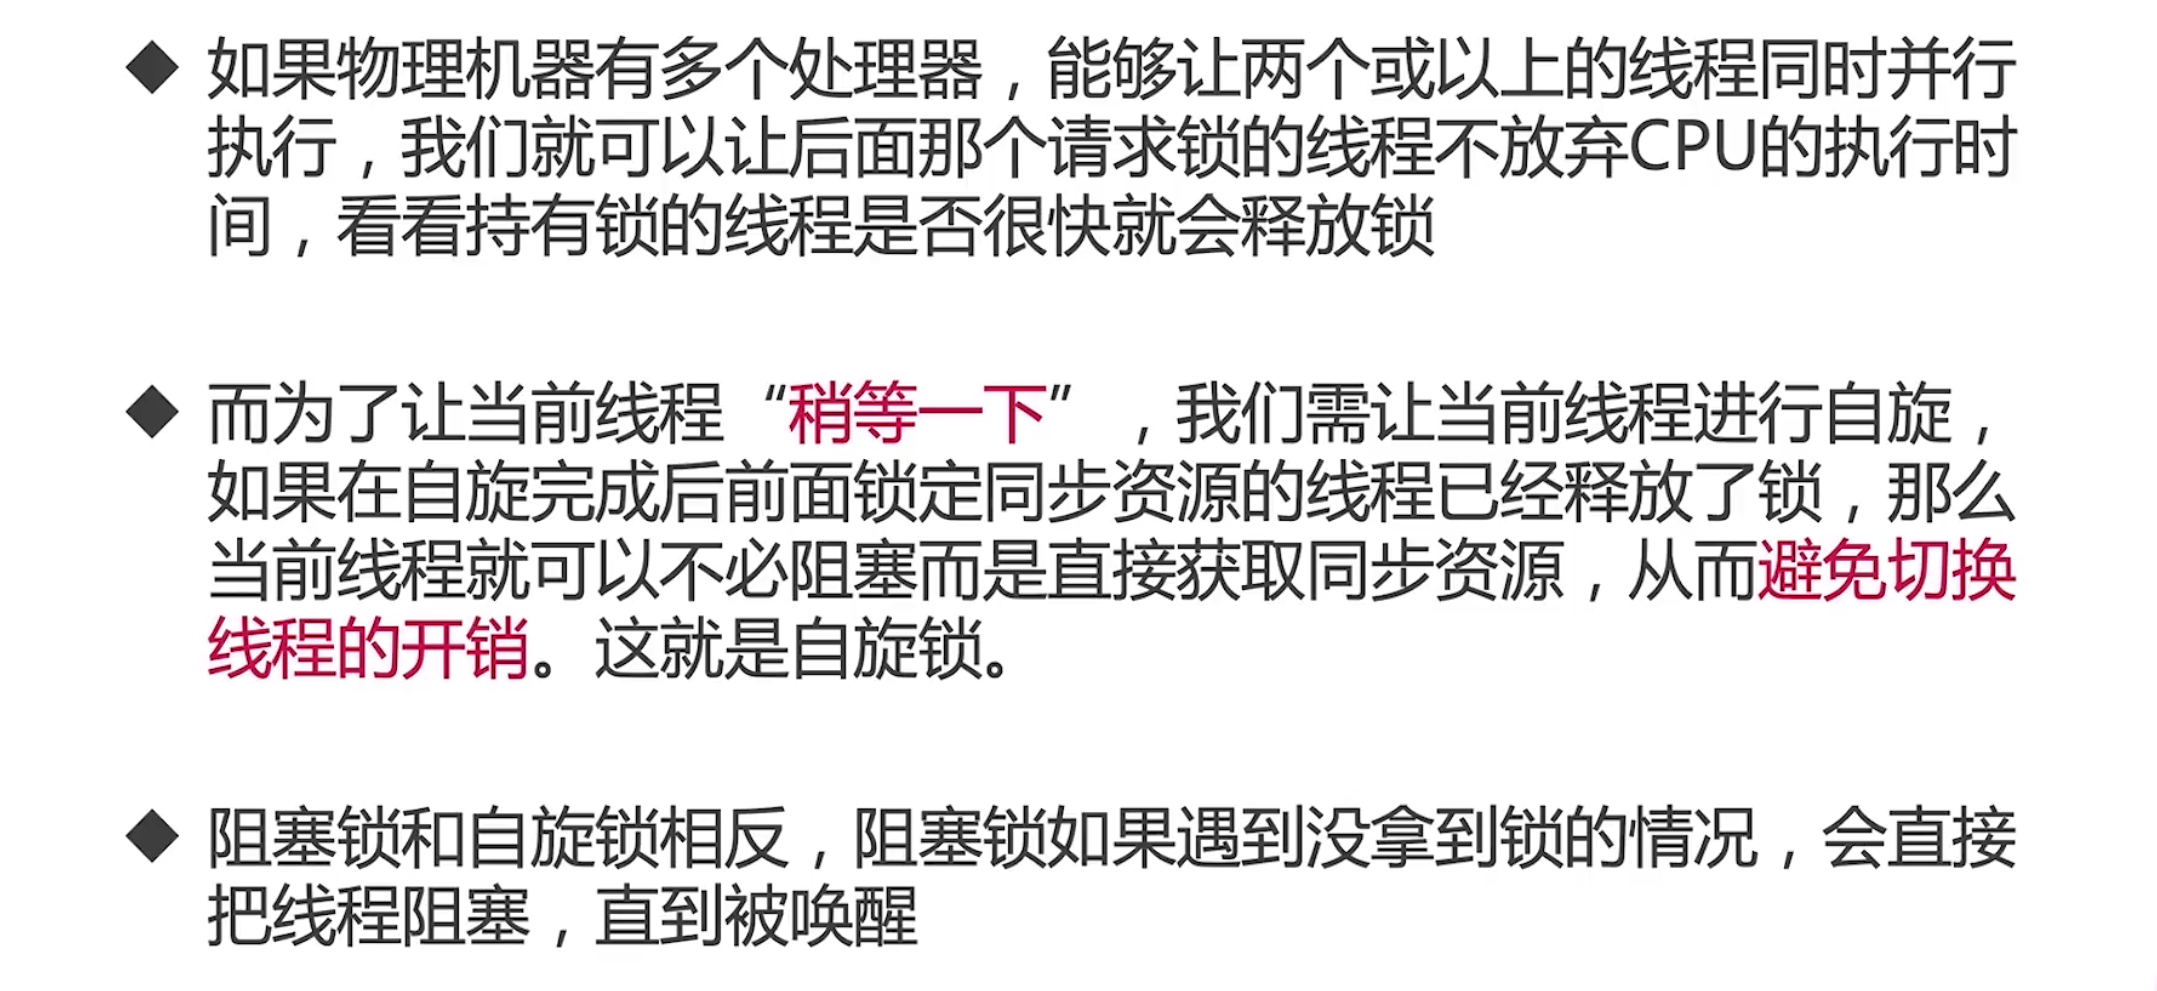 ◆ 如果物理机器有多个处理器，能够让两个或以上的线程同时并行
执行，我们就可以让后面那个请求锁的线程不放弃CPU的执行时
间，看看持有锁的线程是否很快就会释放锁
◆ 而为了让当前线程“稍等一下”，我们需让当前线程进行自旋，
如果在自旋完成后前面锁定同步资源的线程已经释放了锁，那么
当前线程就可以不必阻塞而是直接获取同步资源，从而避免切换
线程的开销。这就是自旋锁。
◆ 阻塞锁和自旋锁相反，阻塞锁如果遇到没拿到锁的情况，会直接
把线程阻塞，直到被唤醒